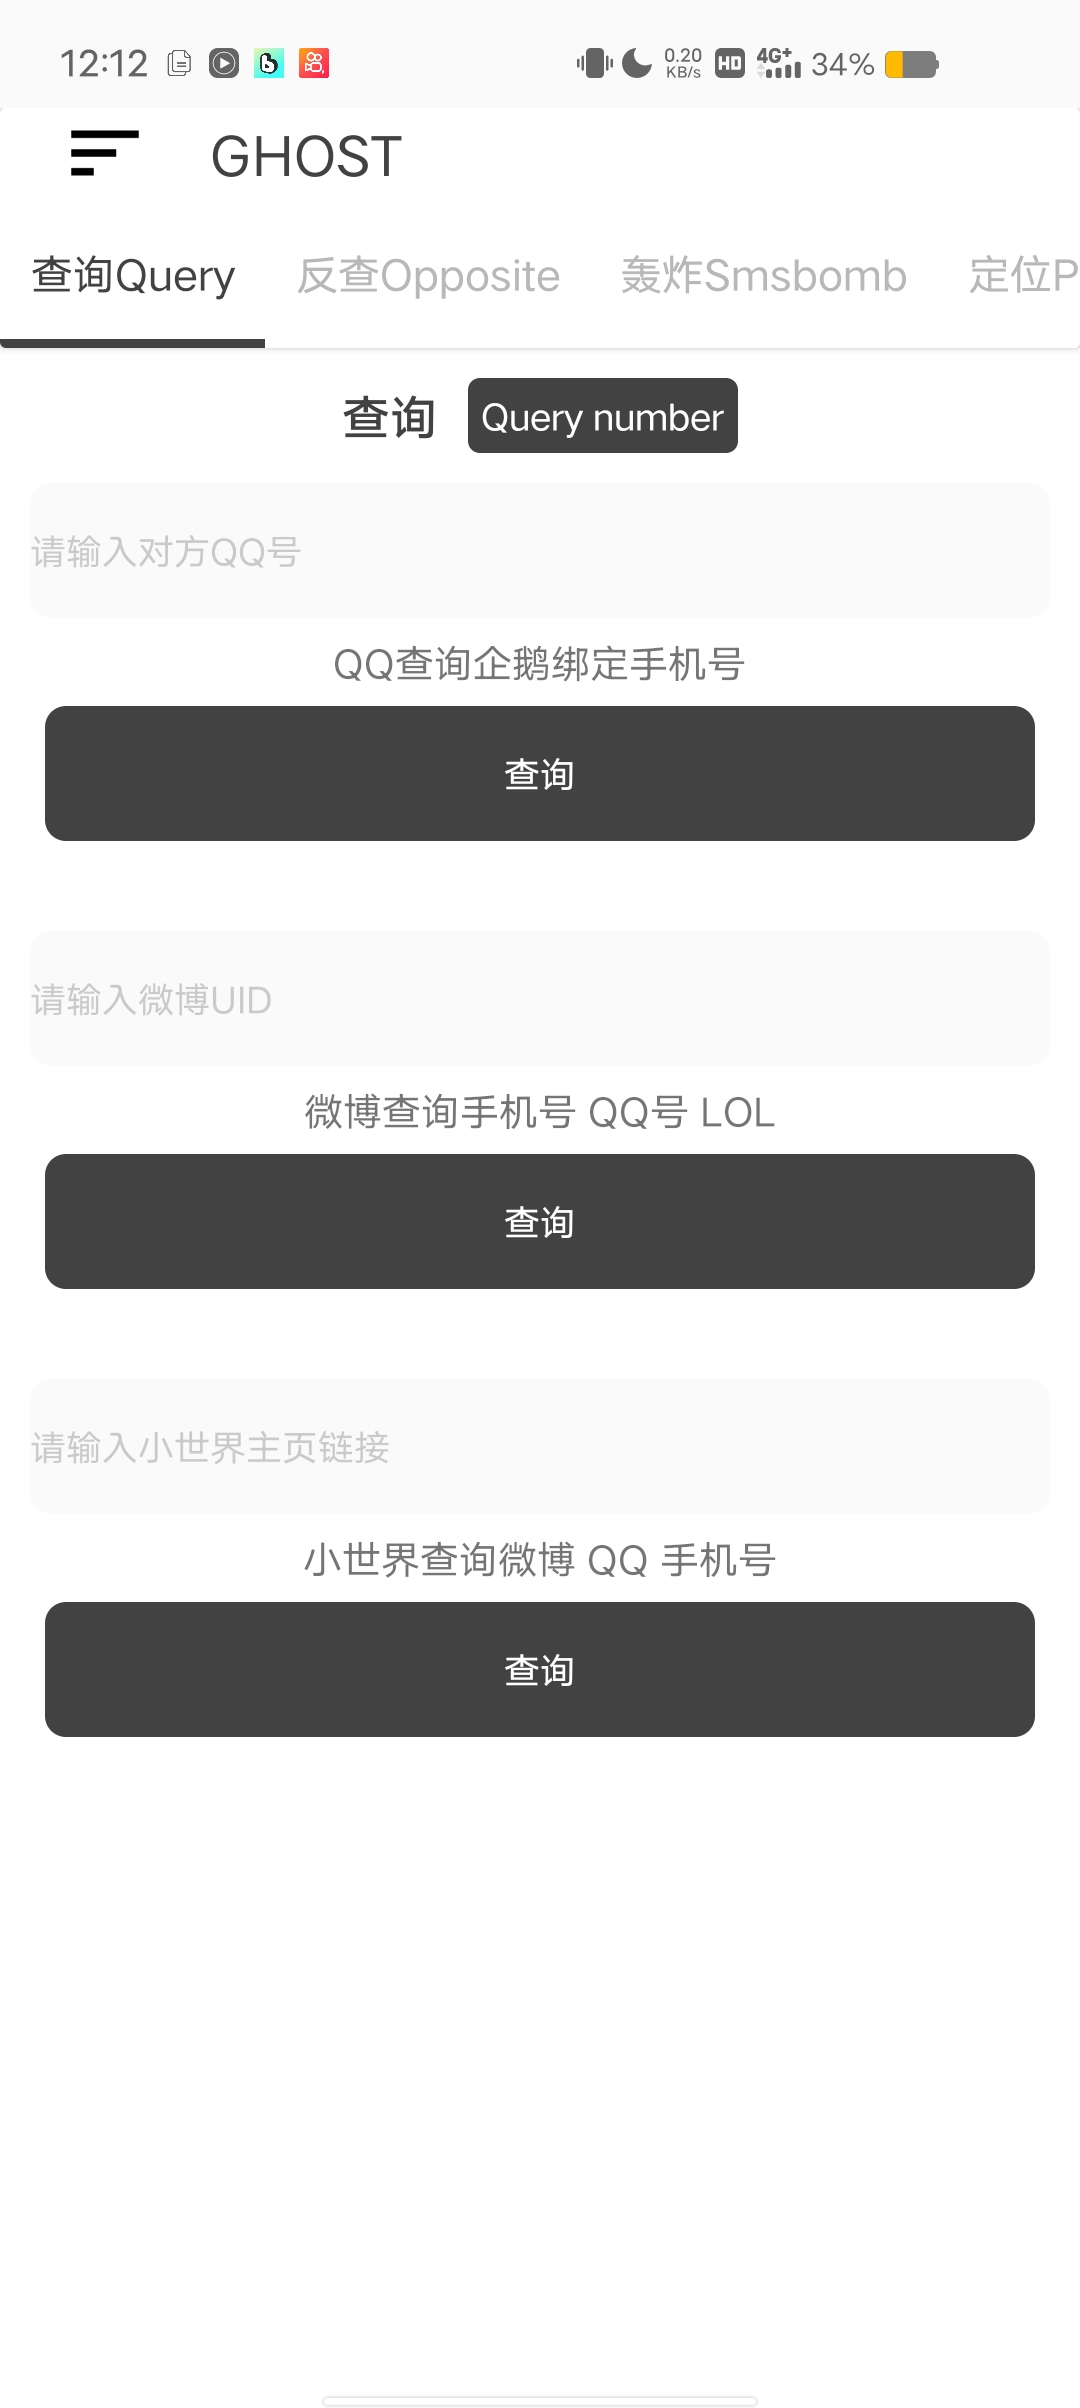 12:12 0.20 KB/s HD 4G+ 34%
GHOST
查询Query 反查Opposite 轰炸Smsbomb 定位P
查询 Query number
请输入对方QQ号
QQ查询企鹅绑定手机号
查询
请输入微博UID
微博查询手机号 QQ号 LOL
查询
请输入小世界主页链接
小世界查询微博 QQ 手机号
查询